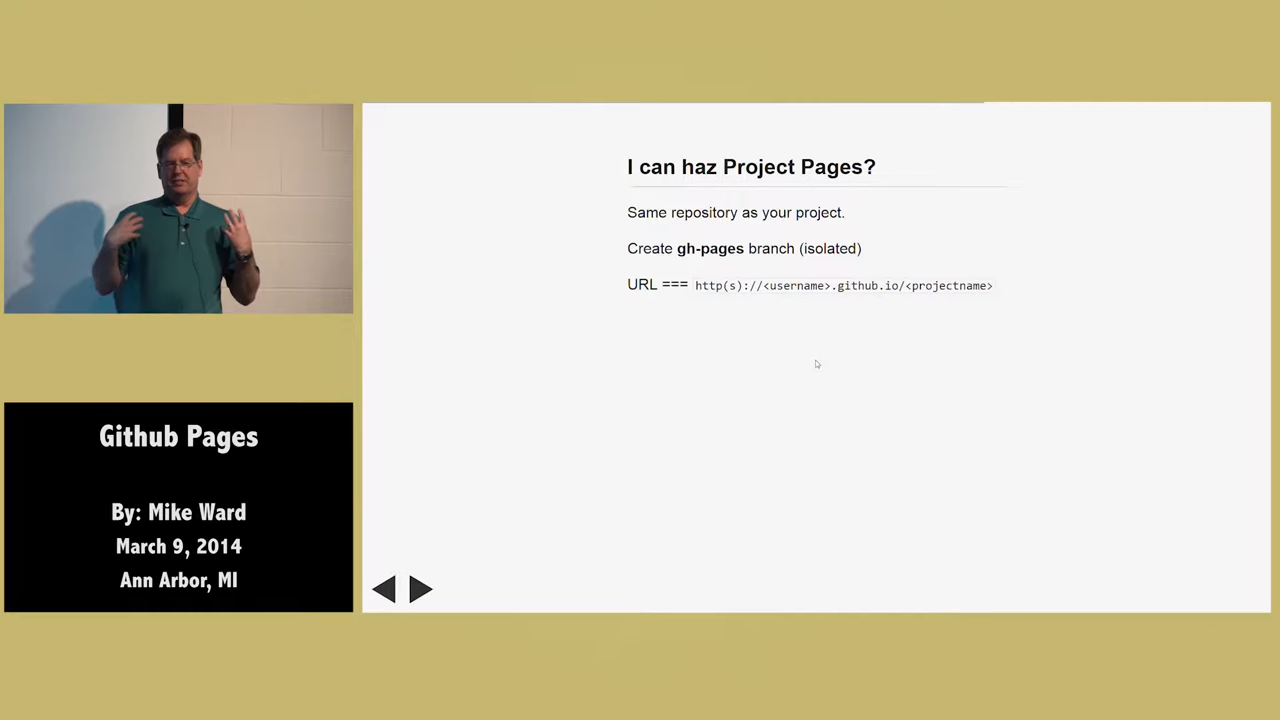 I can haz Project Pages?
Same repository as your project.
Create gh-pages branch (isolated)
URL === http(s)://<username>.github.io/<projectname>
Github Pages
By: Mike Ward
March 9, 2014
Ann Arbor, MI